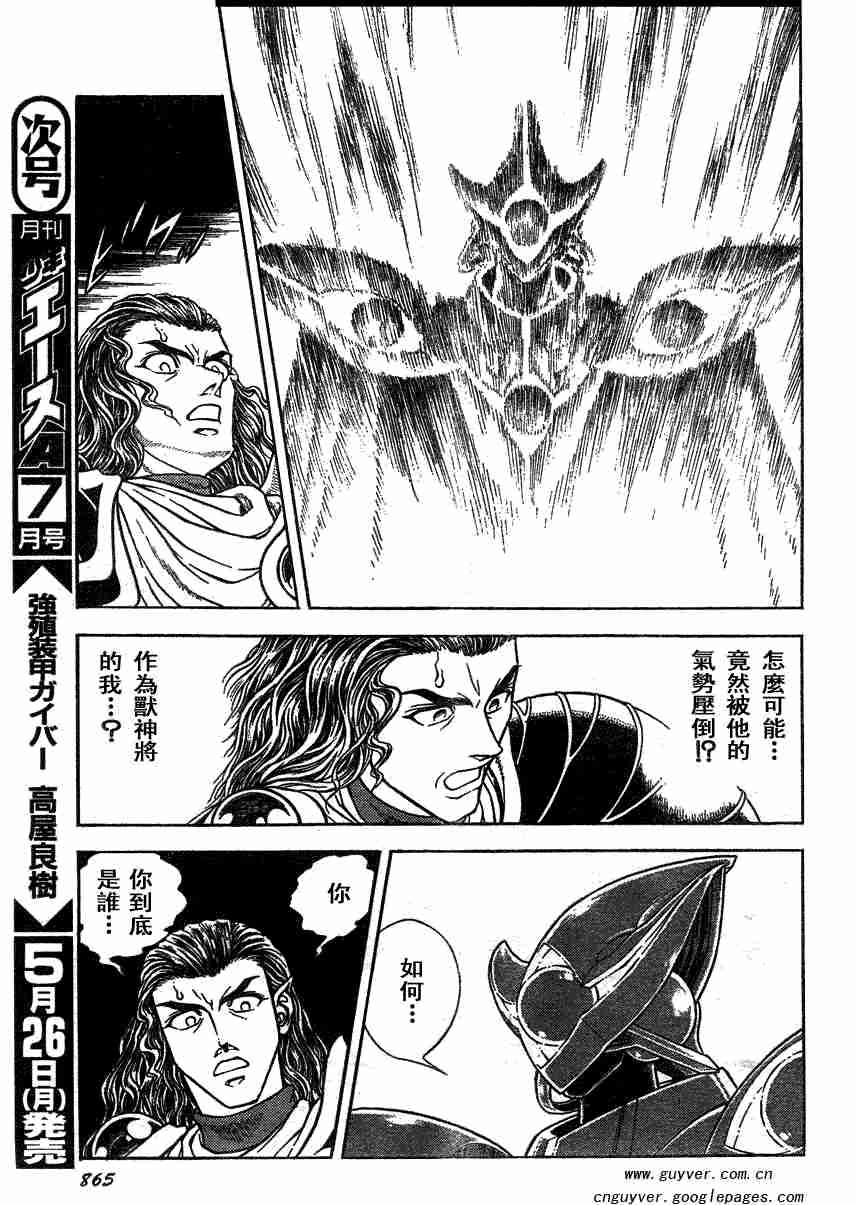 怎麼可能…
竟然被他的
氣勢壓倒!?
作為獸神將
的我…？
如何…
你
你到底
是誰…
次号
月刊
少年
エース
A
7
月号
強殖装甲ガイバー 高屋良樹
5月26日(月)発売
865
www.guyver.com.cn
cnguyver.googlepages.com